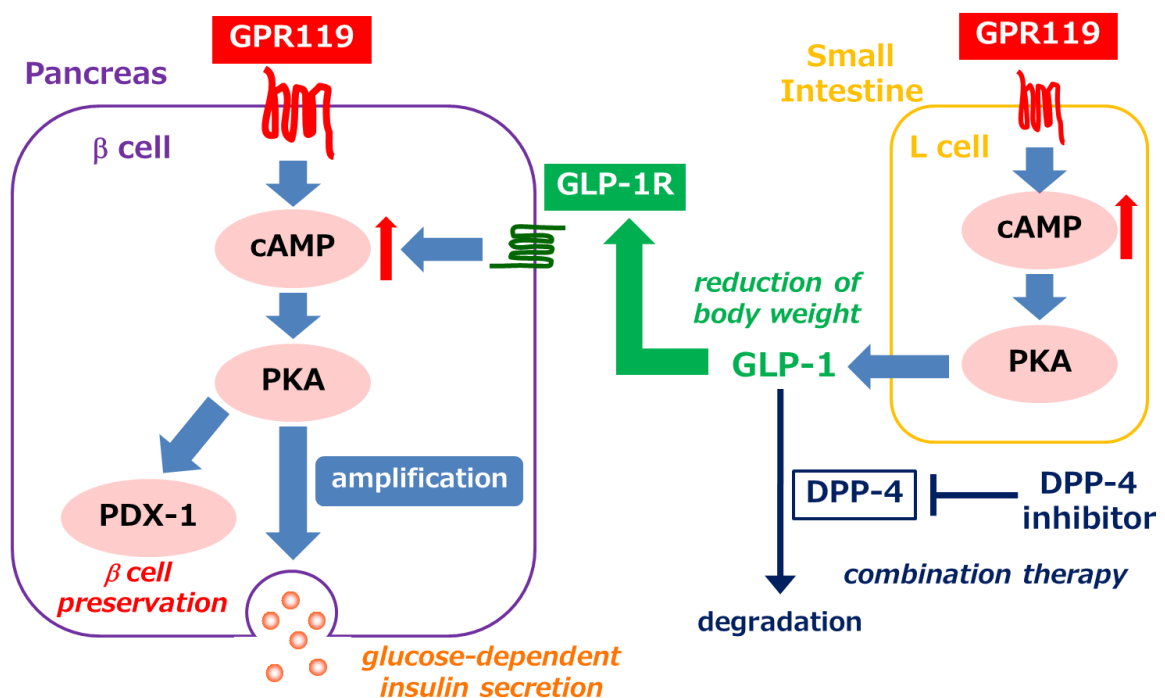 GPR119
Pancreas
β cell
cAMP
PKA
amplification
PDX-1
β cell
preservation
glucose-dependent
insulin secretion
GLP-1R
reduction of
body weight
GLP-1
DPP-4
DPP-4
inhibitor
combination therapy
degradation
GPR119
Small
Intestine
L cell
cAMP
PKA